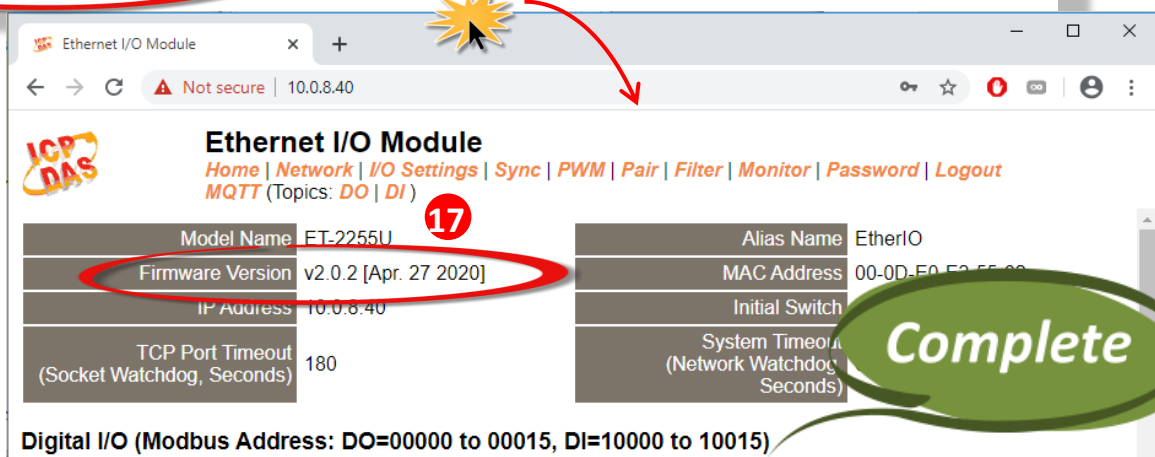 Ethernet I/O Module
Not secure | 10.0.8.40
ICP DAS
Ethernet I/O Module
Home | Network | I/O Settings | Sync | PWM | Pair | Filter | Monitor | Password | Logout
MQTT (Topics: DO | DI )
17
Model Name ET-2255U Alias Name EtherIO
Firmware Version v2.0.2 [Apr. 27 2020] MAC Address 00-0D-E0
IP Address 10.0.8.40 Initial Switch
TCP Port Timeout
(Socket Watchdog, Seconds) 180
System Timeout
(Network Watchdog
Seconds)
Complete
Digital I/O (Modbus Address: DO=00000 to 00015, DI=10000 to 10015)